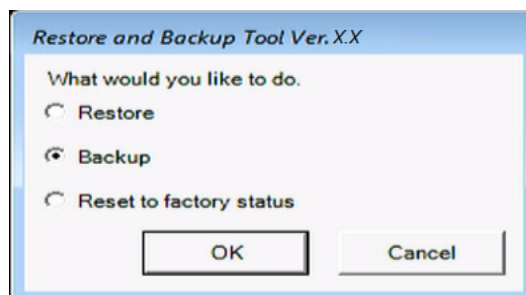 Restore and Backup Tool Ver. X.X
What would you like to do.
Restore
Backup
Reset to factory status
OK Cancel